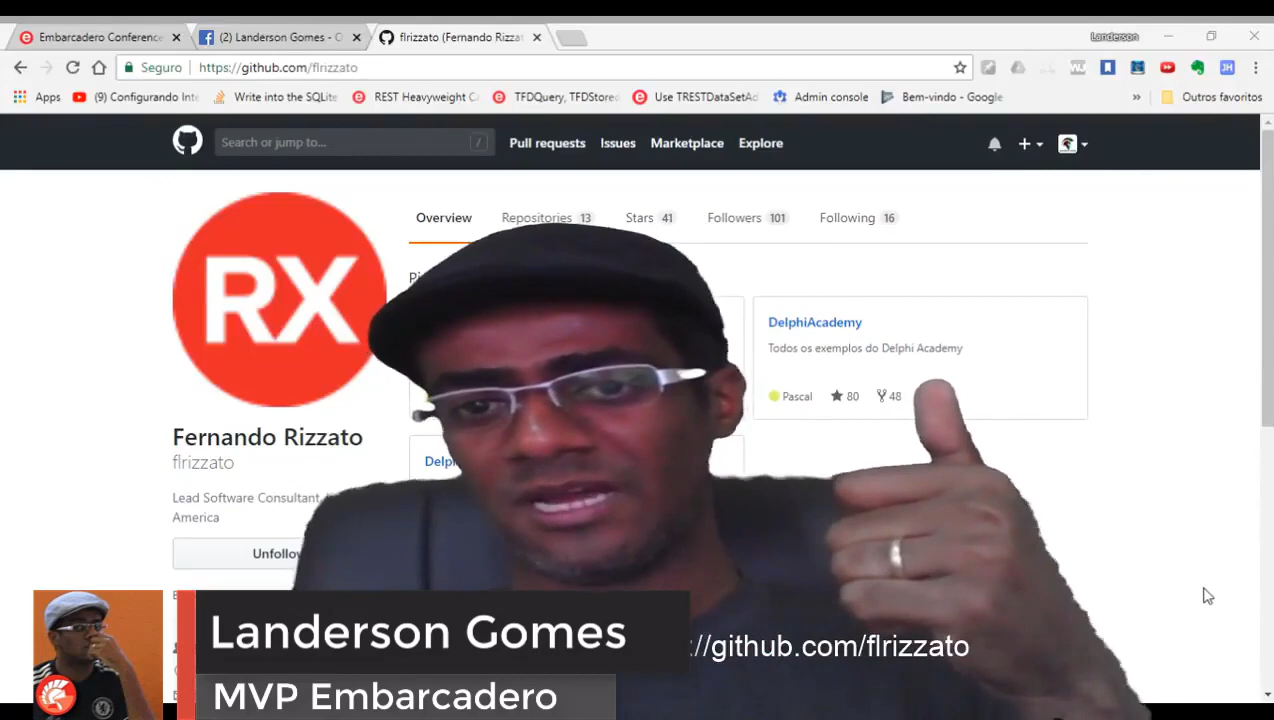 Embarcadero Conference
(2) Landerson Gomes -
flrizzato (Fernando Rizzat
Landerson
Seguro
https://github.com/flrizzato
Apps
(9) Configurando Int
Write into the SQLite
REST Heavyweight C
TFDQuery, TFDStored
Use TRESTDataSetAd
Admin console
Bem-vindo - Google
»
Outros favoritos
Search or jump to...
/
Pull requests
Issues
Marketplace
Explore
RX
Overview
Repositories 13
Stars 41
Followers 101
Following 16
DelphiAcademy
Todos os exemplos do Delphi Academy
Pascal
80
48
Fernando Rizzato
flrizzato
Delp
Lead Software Consultant,
America
Unfollo
Landerson Gomes
://github.com/flrizzato
MVP Embarcadero